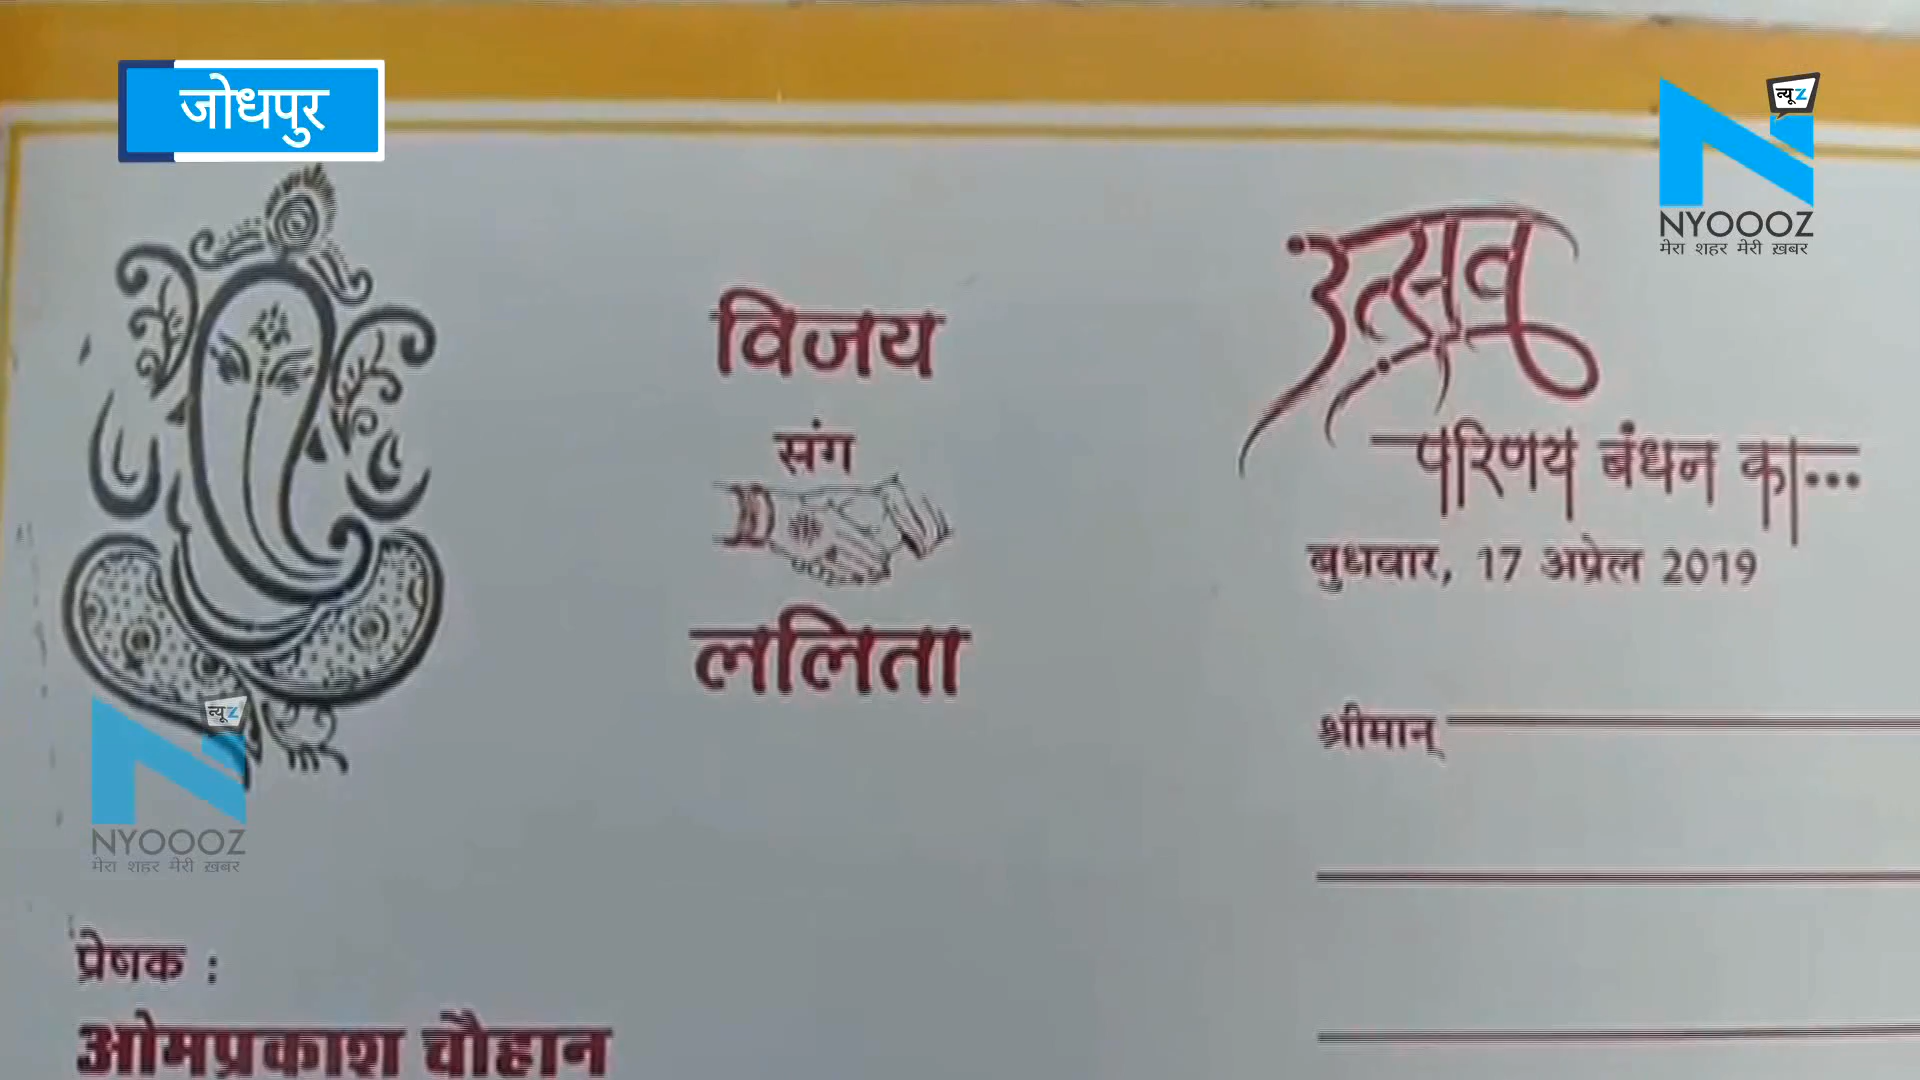 जोधपुर
न्यूz
NYOOOZ
मेरा शहर मेरी ख़बर
उत्सव
परिणय बंधन का...
बुधवार, 17 अप्रेल 2019
विजय
संग
ललिता
श्रीमान्
न्यूz
NYOOOZ
मेरा शहर मेरी ख़बर
प्रेषक :
ओमप्रकाश चौहान